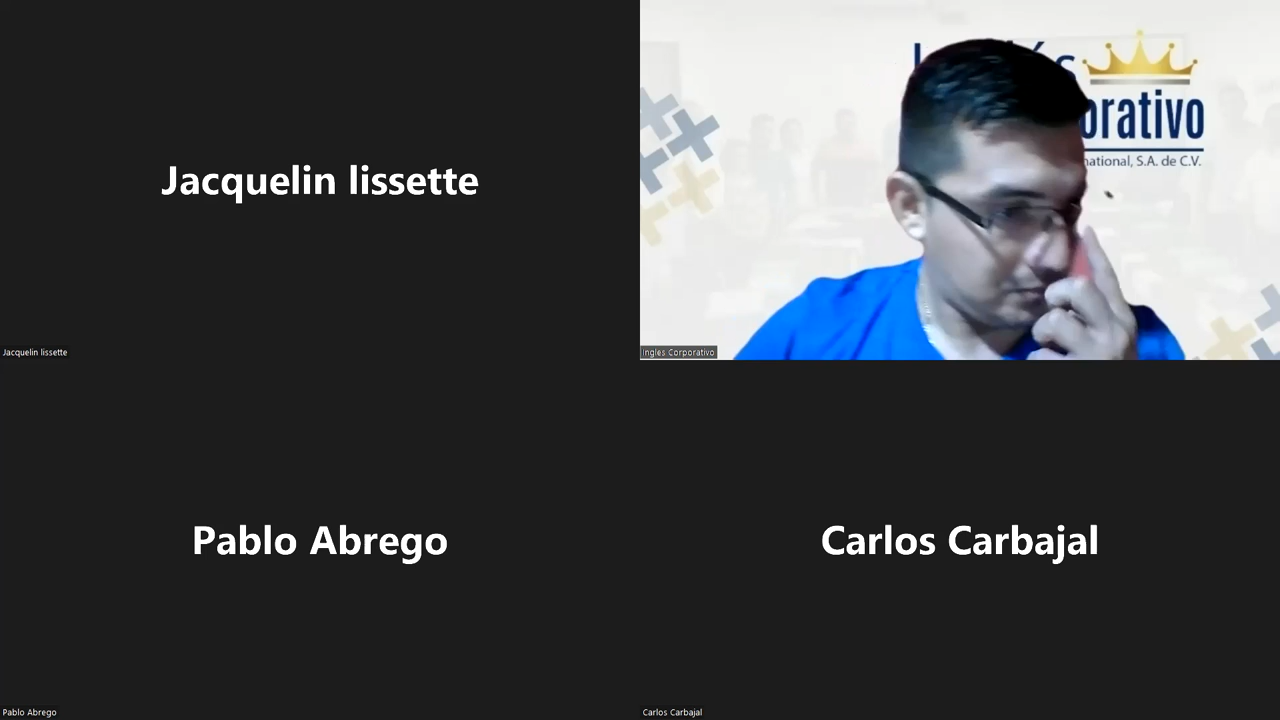 Jacquelin lissette
Jacquelin lissette
orativo
national, S.A. de C.V.
Ingles Corporativo
Pablo Abrego
Pablo Abrego
Carlos Carbajal
Carlos Carbajal